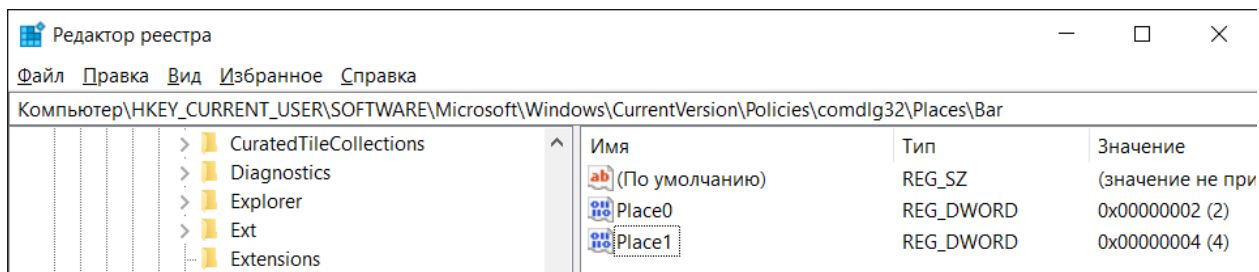 Редактор реестра
Файл Правка Вид Избранное Справка
Компьютер\HKEY_CURRENT_USER\SOFTWARE\Microsoft\Windows\CurrentVersion\Policies\comdlg32\Places\Bar
CuratedTileCollections
Diagnostics
Explorer
Ext
Extensions
Имя Тип Значение
(По умолчанию) REG_SZ (значение не при
Place0 REG_DWORD 0x00000002 (2)
Place1 REG_DWORD 0x00000004 (4)